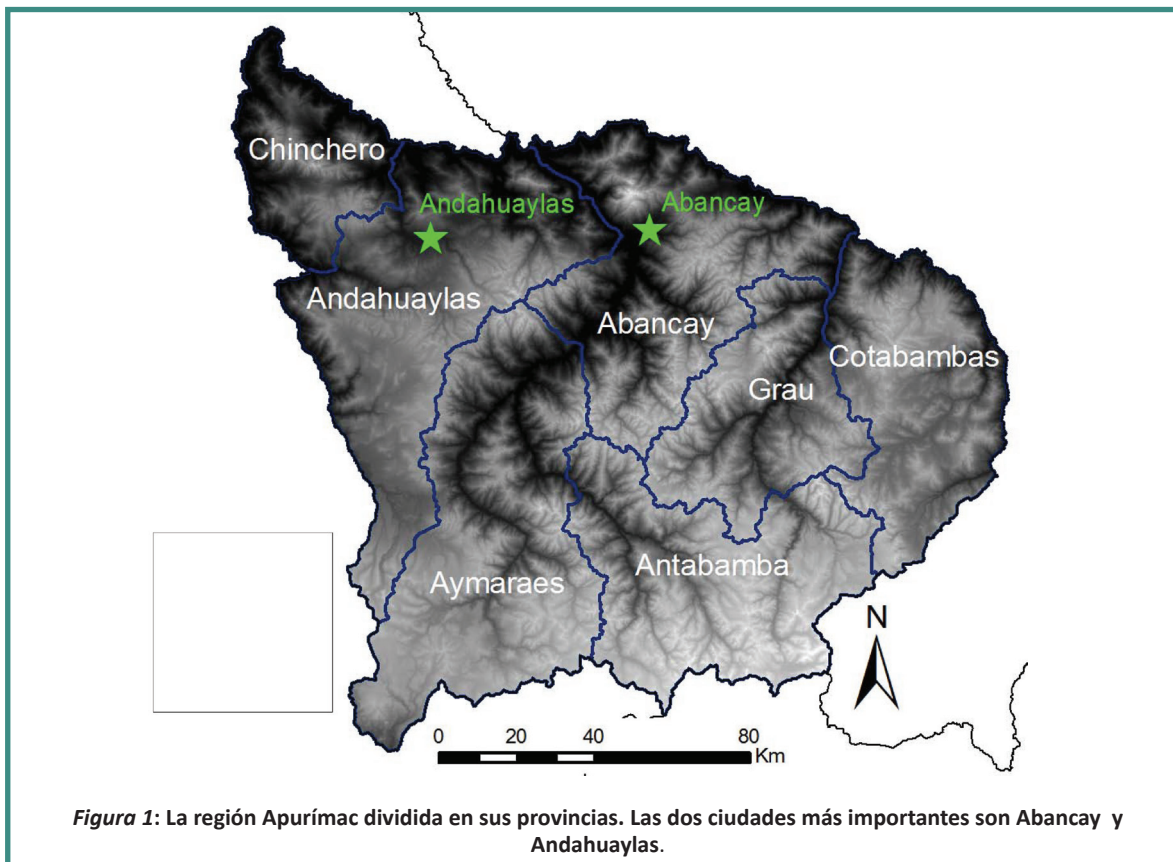 Chinchero
Andahuaylas
Abancay
Andahuaylas
Abancay
Cotabambas
Grau
Antabamba
Aymaraes
N
0 20 40 80
Km
Figura 1: La región Apurímac dividida en sus provincias. Las dos ciudades más importantes son Abancay y
Andahuaylas.